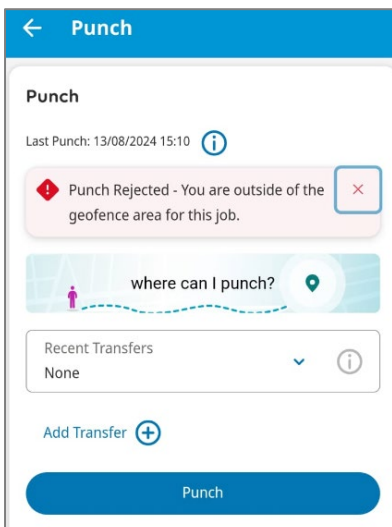 Punch
Punch
Last Punch: 13/08/2024 15:10
Punch Rejected - You are outside of the
geofence area for this job.
where can I punch?
Recent Transfers
None
Add Transfer
Punch